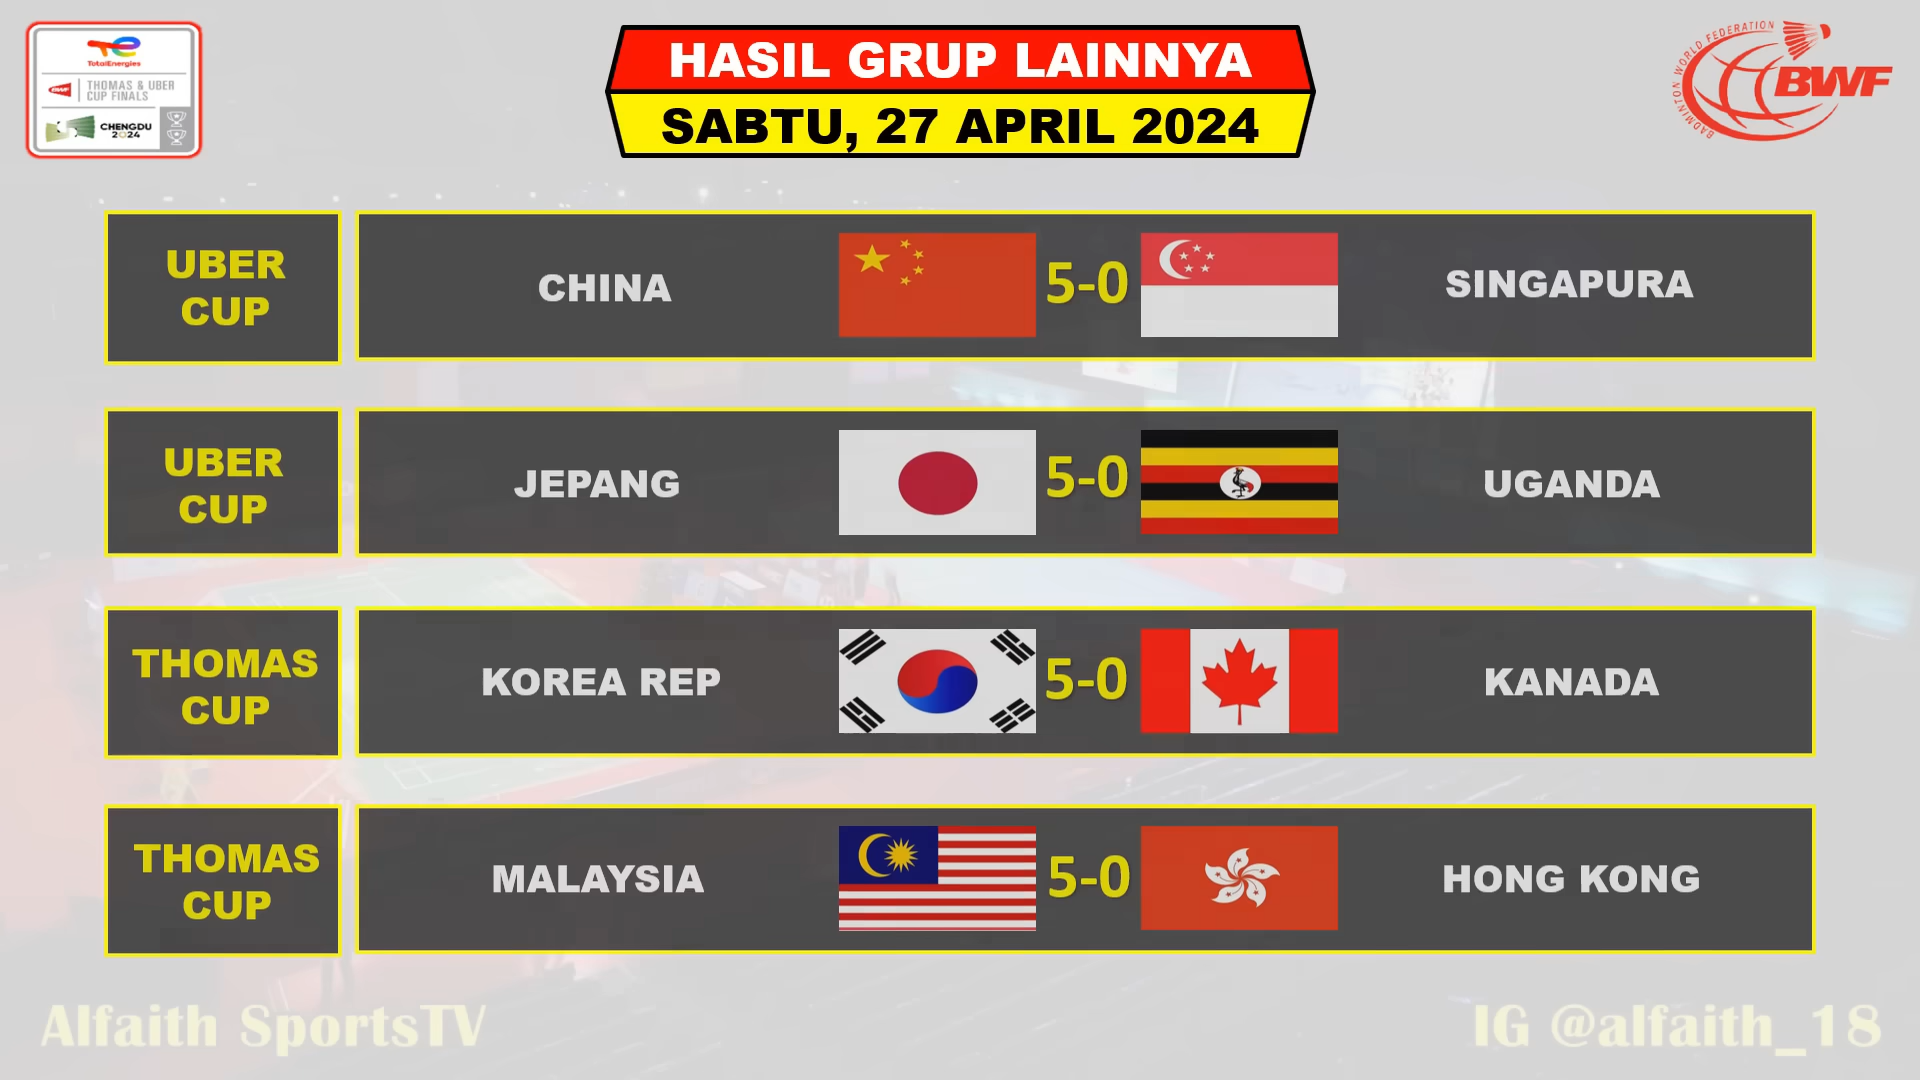 TotalEnergies
BWF
THOMAS & UBER
CUP FINALS
CHENGDU
2024
HASIL GRUP LAINNYA
SABTU, 27 APRIL 2024
BADMINTON WORLD FEDERATION
BWF
UBER
CUP
CHINA
5-0
SINGAPURA
UBER
CUP
JEPANG
5-0
UGANDA
THOMAS
CUP
KOREA REP
5-0
KANADA
THOMAS
CUP
MALAYSIA
5-0
HONG KONG
Alfaith SportsTV
IG @alfaith_18